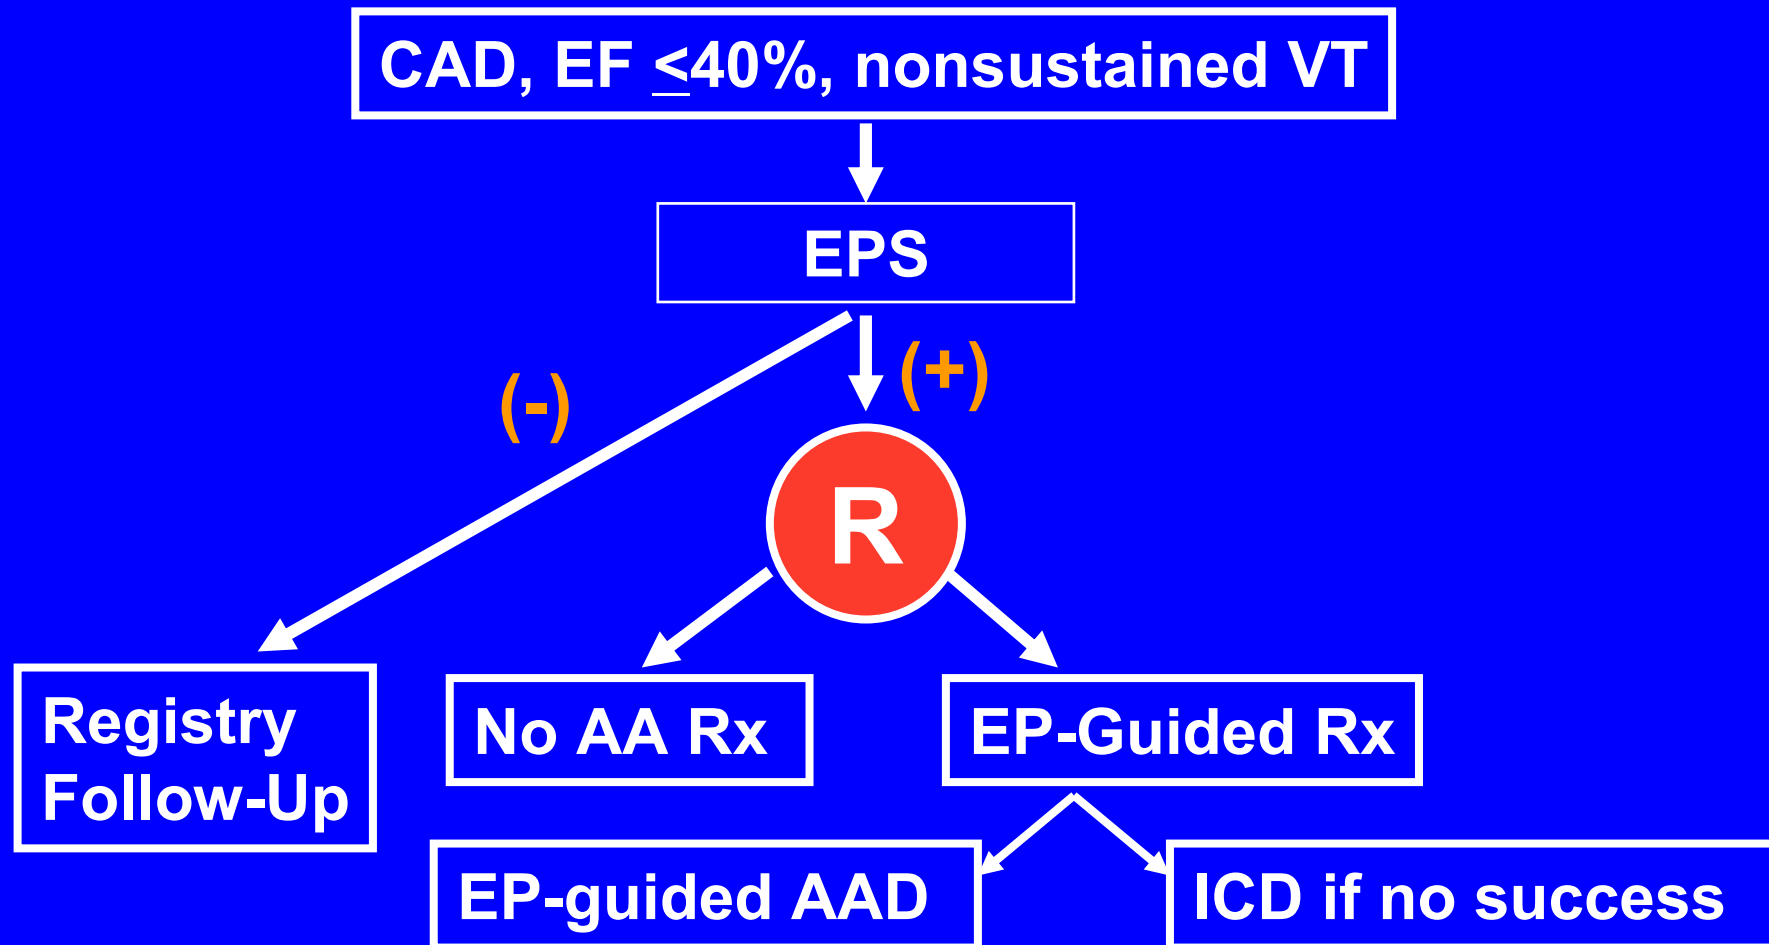 CAD, EF <40%, nonsustained VT
EPS
(-)
(+)
R
Registry
Follow-Up
No AA Rx
EP-Guided Rx
EP-guided AAD
ICD if no success